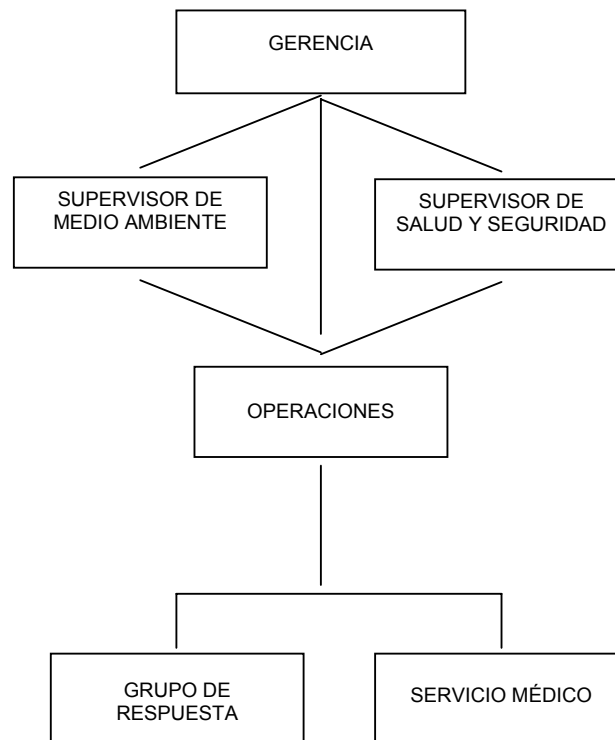 GERENCIA
SUPERVISOR DE
MEDIO AMBIENTE
SUPERVISOR DE
SALUD Y SEGURIDAD
OPERACIONES
GRUPO DE
RESPUESTA
SERVICIO MÉDICO